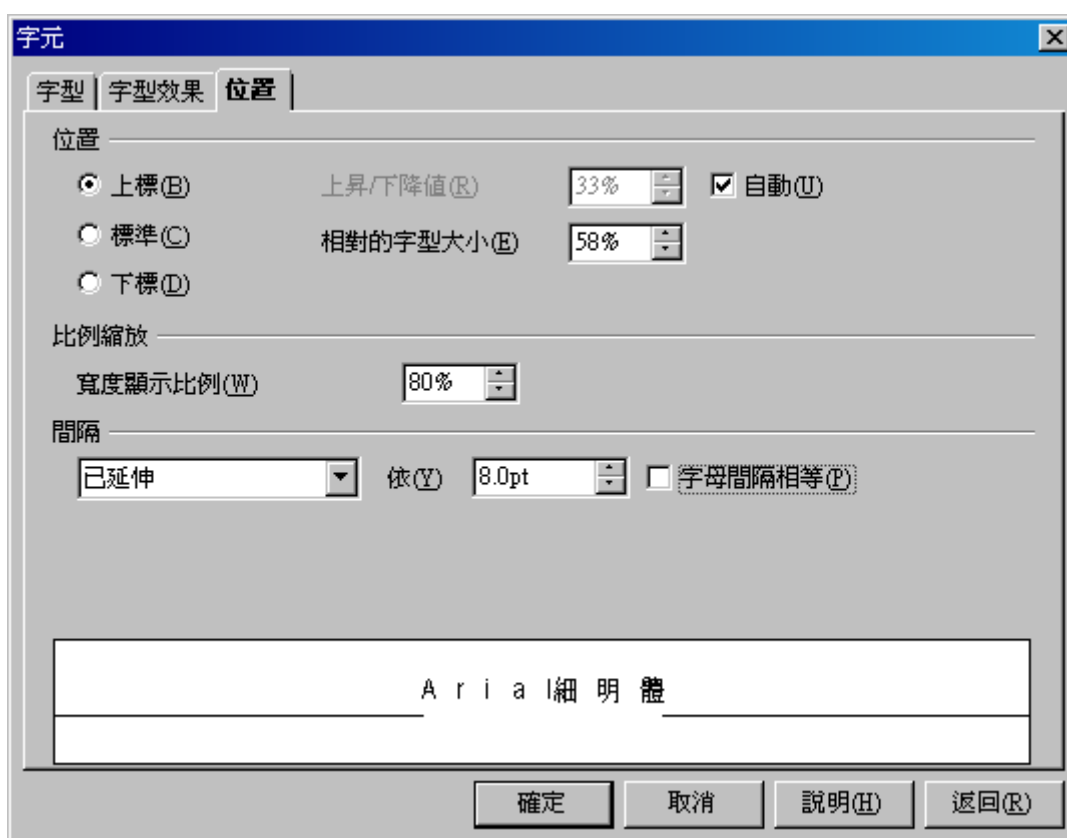 字元
字型 字型效果 位置
位置
上標(B) 上昇/下降值(R) 33% 自動(U)
標準(C) 相對的字型大小(E) 58%
下標(D)
比例縮放
寬度顯示比例(W) 80%
間隔
已延伸 依(Y) 8.0pt 字母間隔相等(P)
Arial細明體
確定 取消 說明(H) 返回(R)